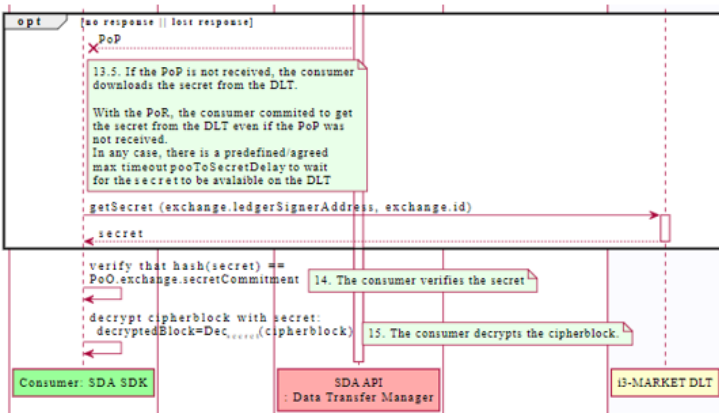 opt [no response || lost response]
PoP
13.5. If the PoP is not received, the consumer
downloads the secret from the DLT.
With the PoR, the consumer commited to get
the secret from the DLT even if the PoP was
not received.
In any case, there is a predefined/agreed
max timeout pooToSecretDelay to wait
for the secret to be avalaible on the DLT
getSecret (exchange.ledgerSignerAddress, exchange.id)
secret
verify that hash(secret) ==
PoO.exchange.secretCommitment
14. The consumer verifies the secret
decrypt cipherblock with secret:
decryptedBlock=Dec_secret(cipherblock)
15. The consumer decrypts the cipherblock.
Consumer: SDA SDK
SDA API
: Data Transfer Manager
i3-MARKET DLT